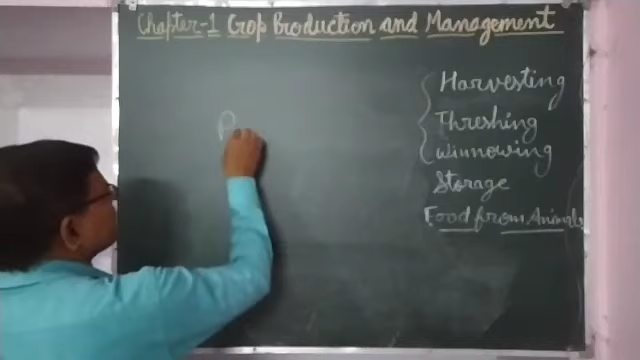 Chapter-1 Crop Production and Management
Harvesting
Threshing
Winnowing
Storage
Food from Animals
P